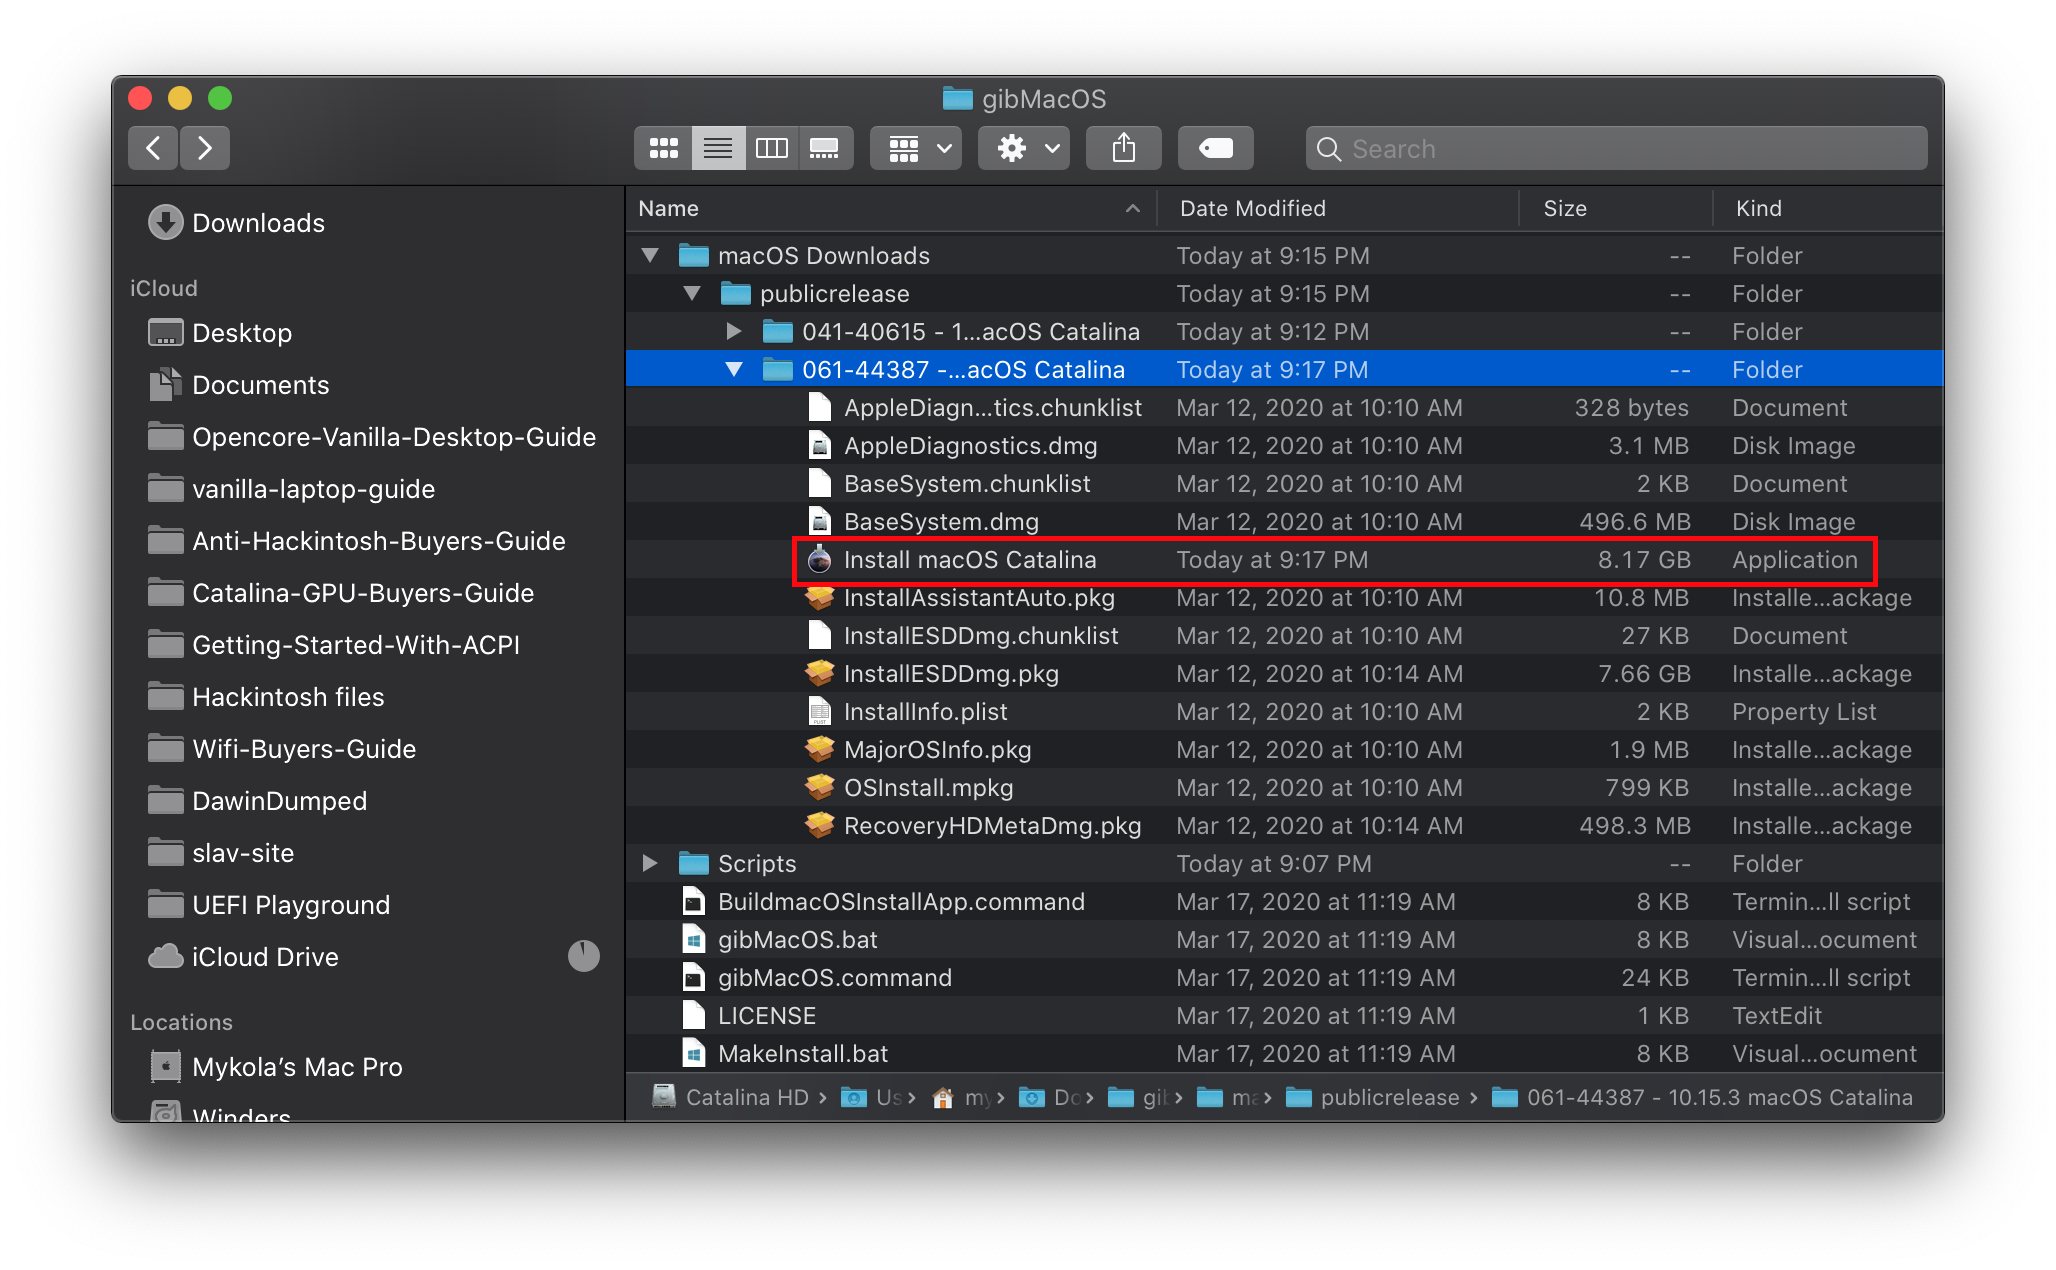 gibMacOS
Search
Downloads
iCloud
Desktop
Documents
Opencore-Vanilla-Desktop-Guide
vanilla-laptop-guide
Anti-Hackintosh-Buyers-Guide
Catalina-GPU-Buyers-Guide
Getting-Started-With-ACPI
Hackintosh files
Wifi-Buyers-Guide
DawinDumped
slav-site
UEFI Playground
iCloud Drive
Locations
Mykola’s Mac Pro
Winders
Name Date Modified Size Kind
macOS Downloads Today at 9:15 PM -- Folder
publicrelease Today at 9:15 PM -- Folder
041-40615 - 1...acOS Catalina Today at 9:12 PM -- Folder
061-44387 -...acOS Catalina Today at 9:17 PM -- Folder
AppleDiagn...tics.chunklist Mar 12, 2020 at 10:10 AM 328 bytes Document
AppleDiagnostics.dmg Mar 12, 2020 at 10:10 AM 3.1 MB Disk Image
BaseSystem.chunklist Mar 12, 2020 at 10:10 AM 2 KB Document
BaseSystem.dmg Mar 12, 2020 at 10:10 AM 496.6 MB Disk Image
Install macOS Catalina Today at 9:17 PM 8.17 GB Application
InstallAssistantAuto.pkg Mar 12, 2020 at 10:10 AM 10.8 MB Installe...ackage
InstallESDDmg.chunklist Mar 12, 2020 at 10:10 AM 27 KB Document
InstallESDDmg.pkg Mar 12, 2020 at 10:14 AM 7.66 GB Installe...ackage
InstallInfo.plist Mar 12, 2020 at 10:10 AM 2 KB Property List
MajorOSInfo.pkg Mar 12, 2020 at 10:10 AM 1.9 MB Installe...ackage
OSInstall.mpkg Mar 12, 2020 at 10:10 AM 799 KB Installe...ackage
RecoveryHDMetaDmg.pkg Mar 12, 2020 at 10:14 AM 498.3 MB Installe...ackage
Scripts Today at 9:07 PM -- Folder
BuildmacOSInstallApp.command Mar 17, 2020 at 11:19 AM 8 KB Termin...ll script
gibMacOS.bat Mar 17, 2020 at 11:19 AM 8 KB Visual...ocument
gibMacOS.command Mar 17, 2020 at 11:19 AM 24 KB Termin...ll script
LICENSE Mar 17, 2020 at 11:19 AM 1 KB TextEdit
MakeInstall.bat Mar 17, 2020 at 11:19 AM 8 KB Visual...ocument
Catalina HD › Us › my › Do › gib › ma › publicrelease › 061-44387 - 10.15.3 macOS Catalina